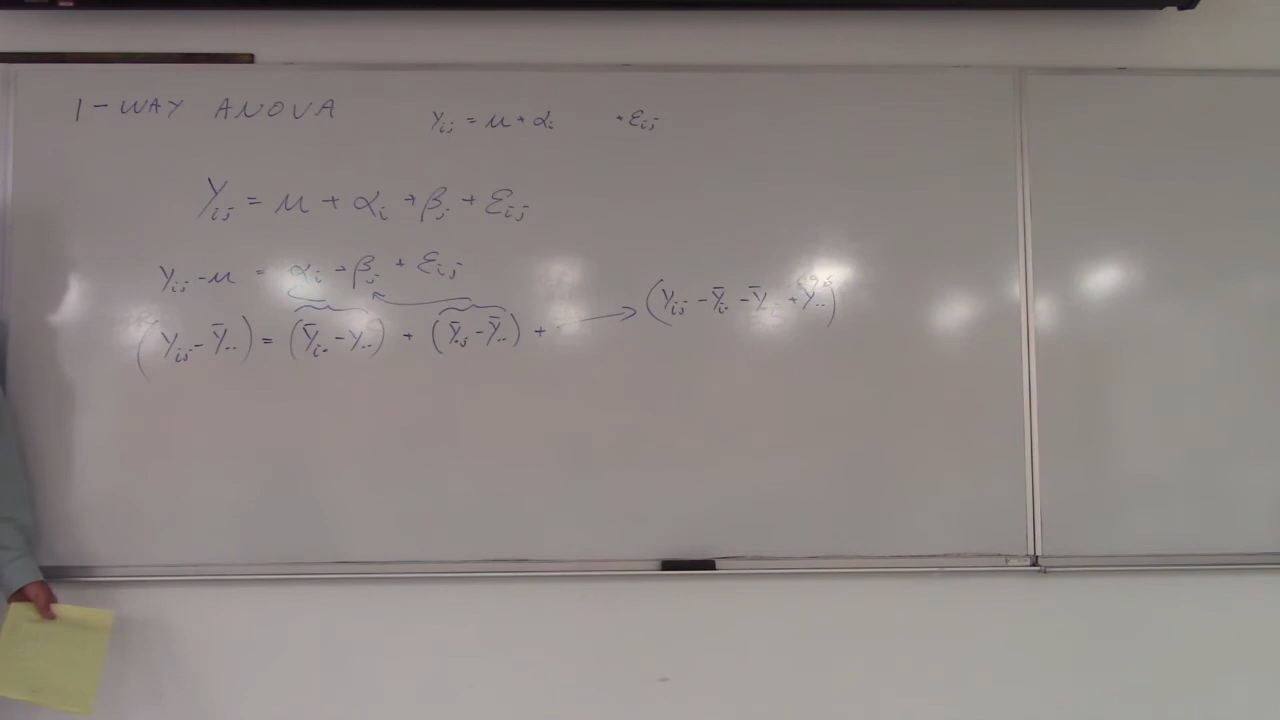 1-WAY ANOVA
Yij = μ + αi + εij
Yij = μ + αi + βj + εij
Yij - μ = αi + βj + εij
(Yij - Ȳ..) = (Ȳi. - Y..) + (Ȳ.j - Ȳ..) + → (Yij - Ȳi. - Ȳ.j + Y..)